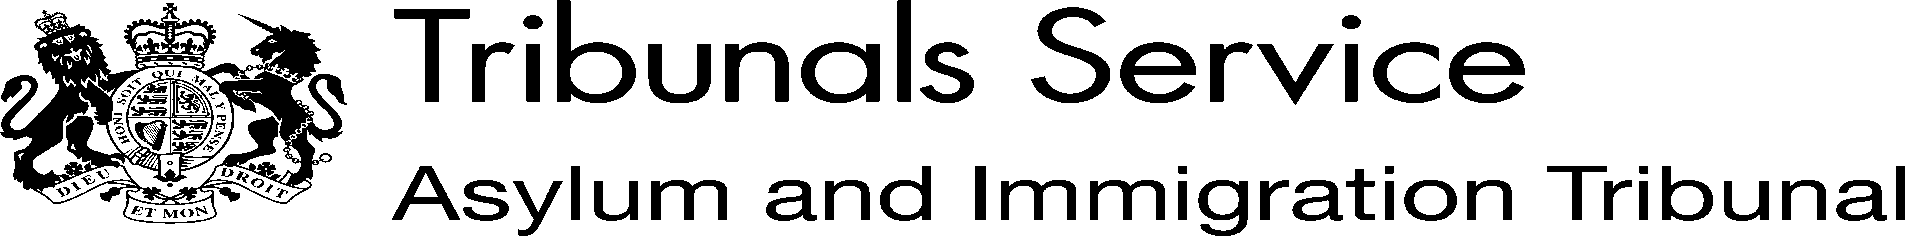 Tribunals Service
Asylum and Immigration Tribunal
HONI SOIT QUI MAL Y PENSE
DIEU ET MON DROIT